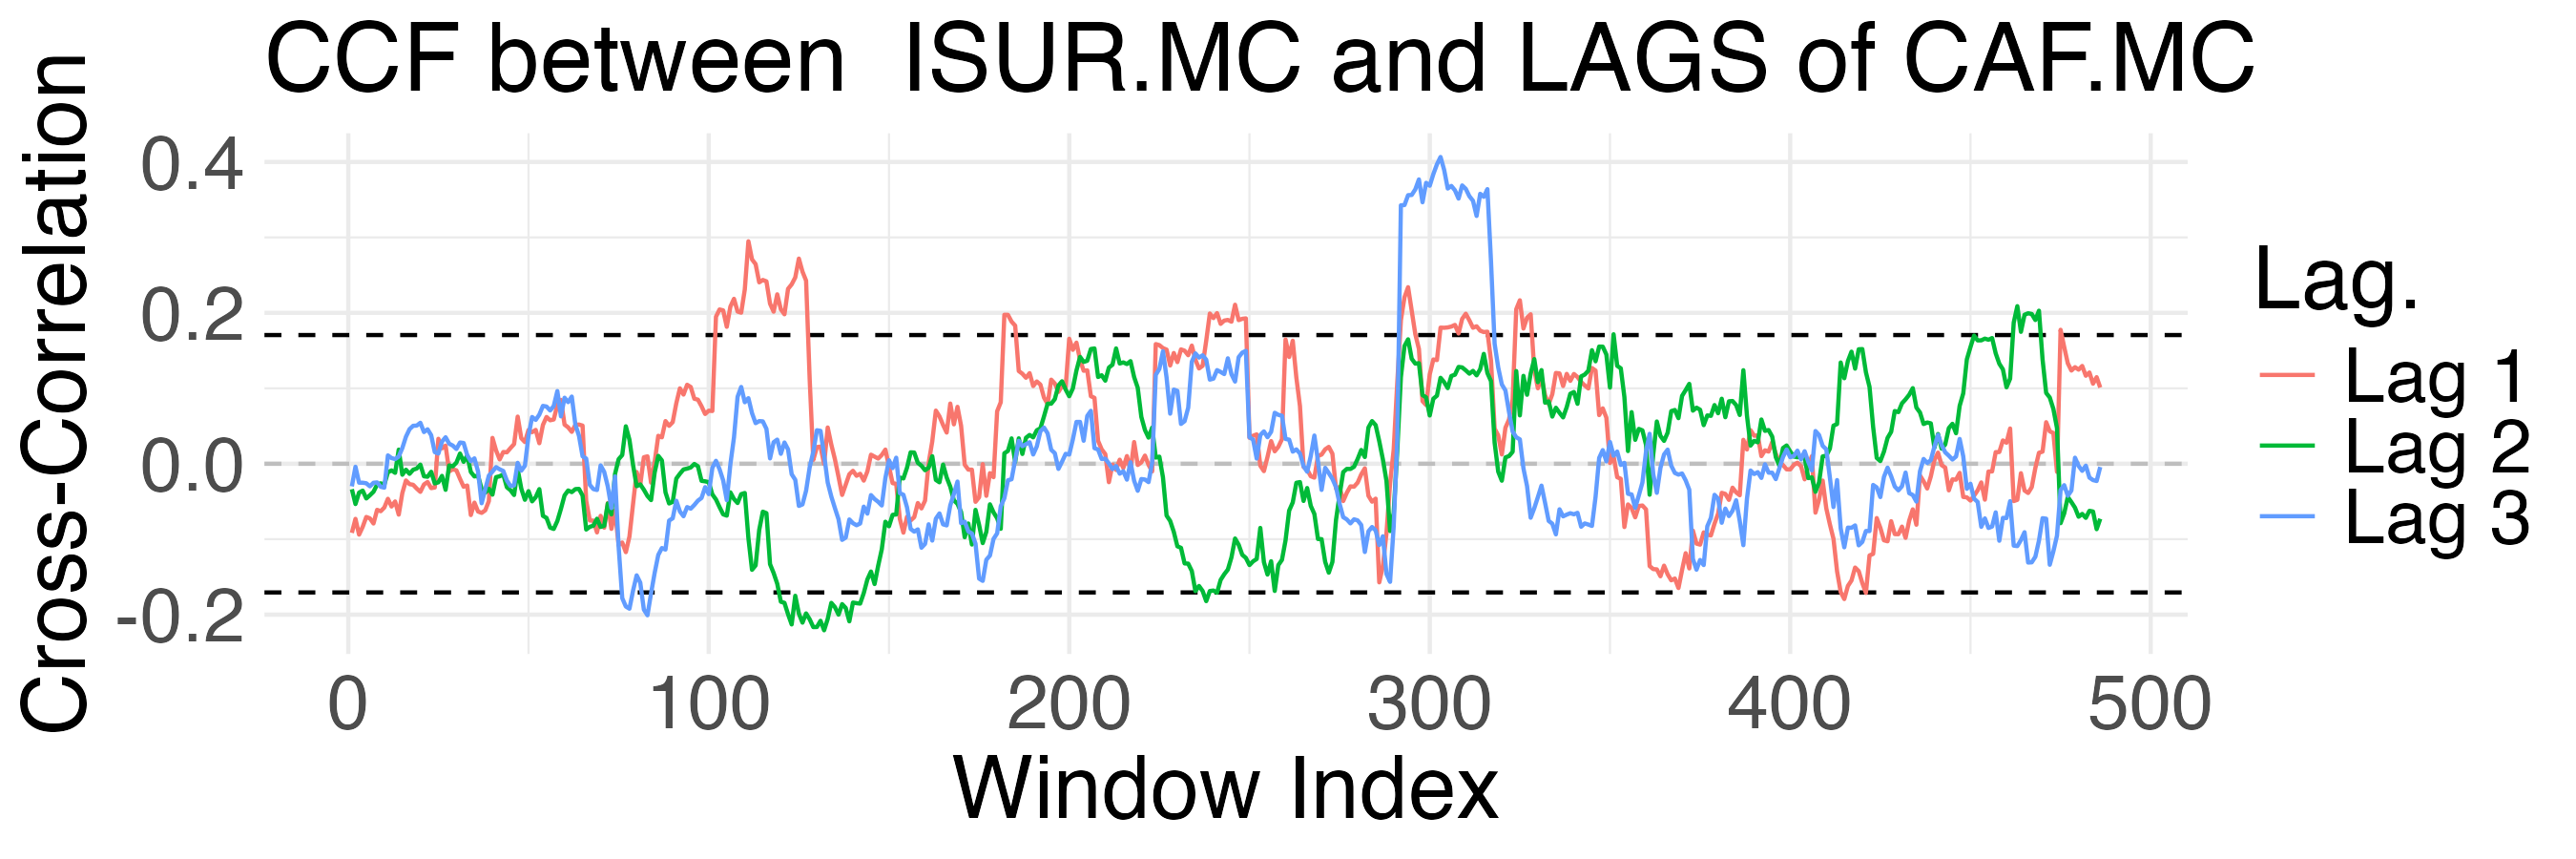 CCF between  ISUR.MC and LAGS of CAF.MC
Cross-Correlation
0.4
0.2
0.0
-0.2
0 100 200 300 400 500
Window Index
Lag.
Lag 1
Lag 2
Lag 3